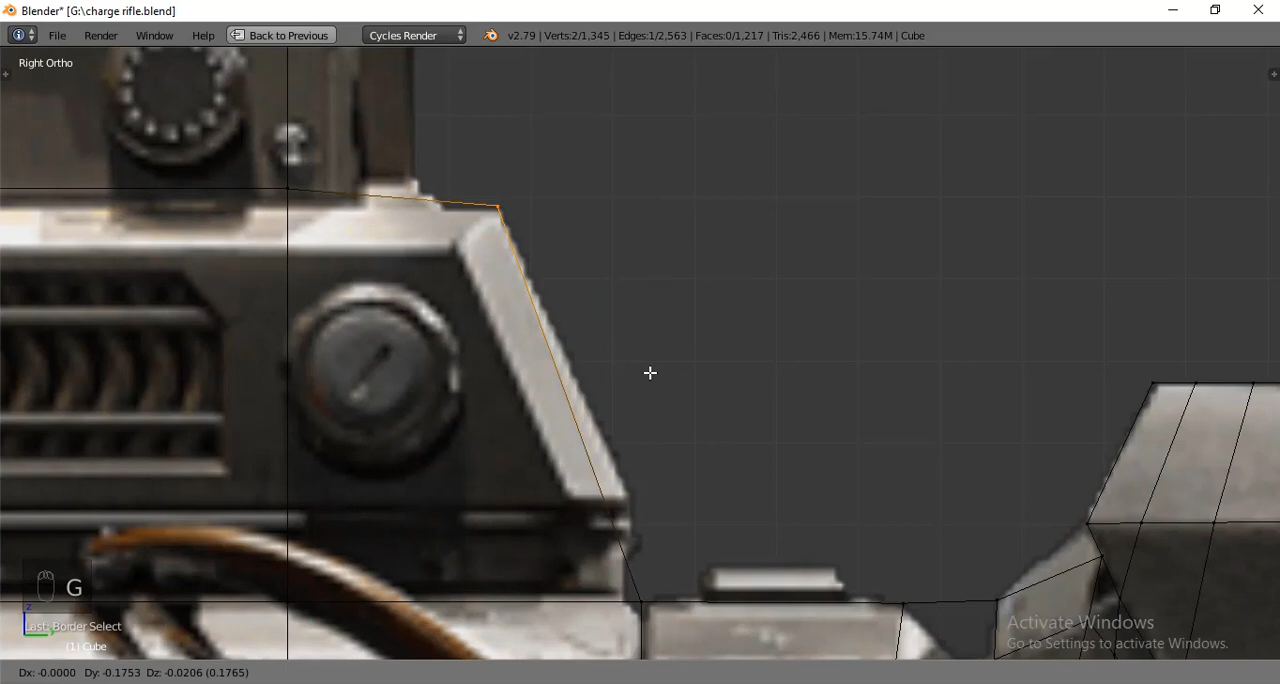 Blender* [G:\charge rifle.blend]
File Render Window Help Back to Previous Cycles Render v2.79 | Verts:2/1,345 | Edges:1/2,563 | Faces:0/1,217 | Tris:2,466 | Mem:15.74M | Cube
Right Ortho
G
z
Last: Border Select
y
(1) Cube
Activate Windows
Go to Settings to activate Windows.
Dx: -0.0000 Dy: -0.1753 Dz: -0.0206 (0.1765)